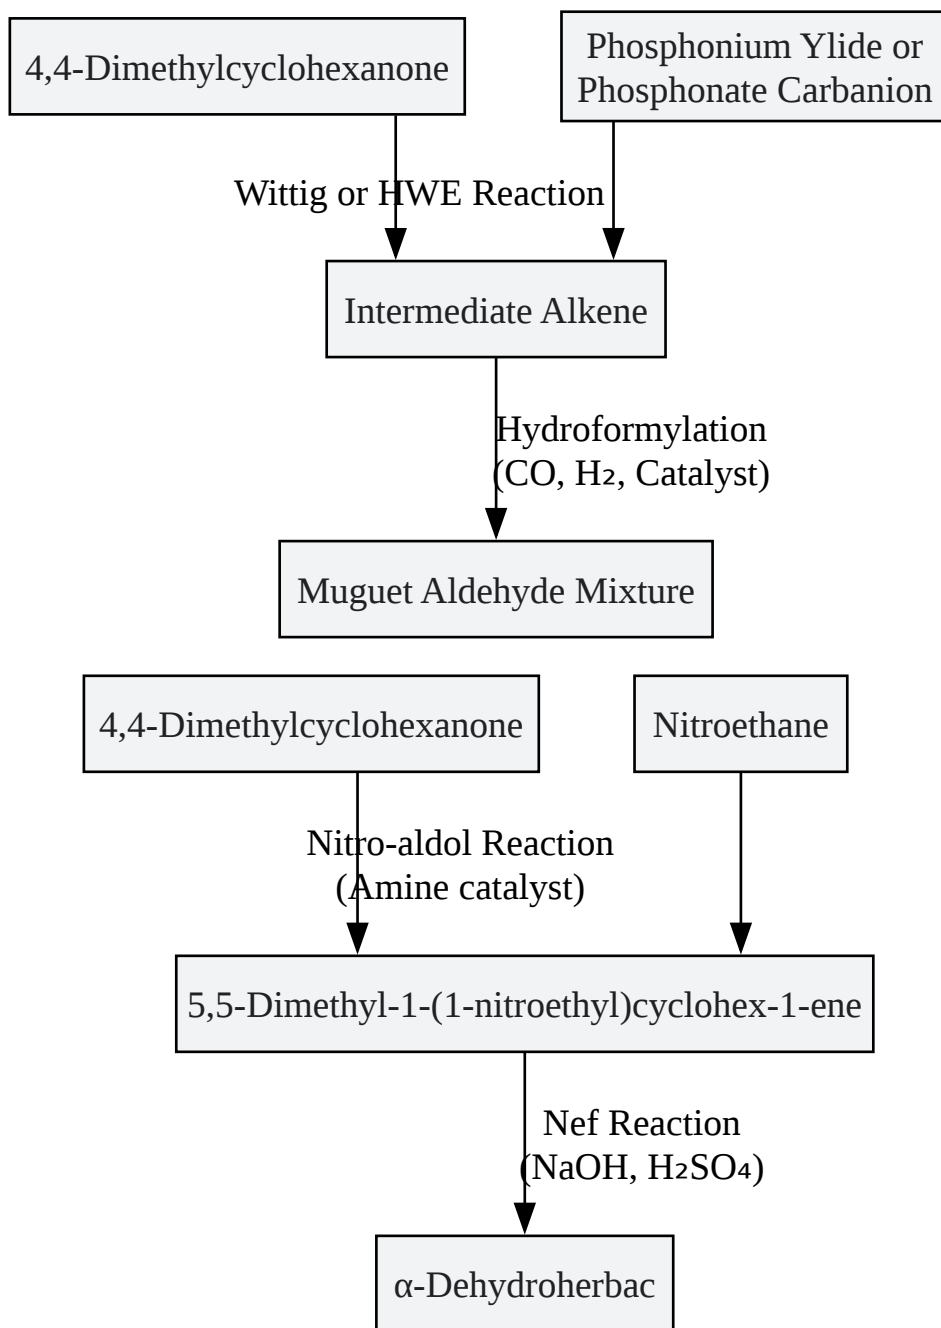 4,4-Dimethylcyclohexanone
Phosphonium Ylide or
Phosphonate Carbanion
Wittig or HWE Reaction
Intermediate Alkene
Hydroformylation
(CO, H₂, Catalyst)
Muguet Aldehyde Mixture
4,4-Dimethylcyclohexanone
Nitroethane
Nitro-aldol Reaction
(Amine catalyst)
5,5-Dimethyl-1-(1-nitroethyl)cyclohex-1-ene
Nef Reaction
(NaOH, H₂SO₄)
α-Dehydroherbac